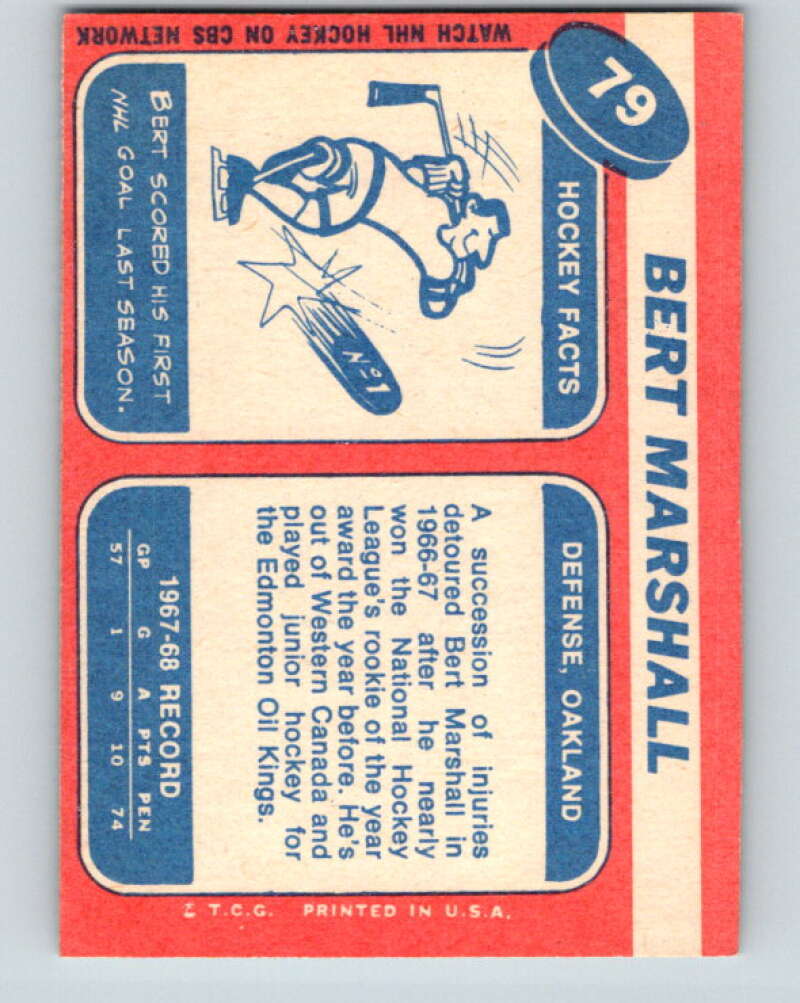 79
BERT MARSHALL
HOCKEY FACTS
Nº1
BERT SCORED HIS FIRST
NHL GOAL LAST SEASON.
WATCH NHL HOCKEY ON CBS NETWORK
DEFENSE, OAKLAND
A succession of injuries
detoured Bert Marshall in
1966-67 after he nearly
won the National Hockey
League's rookie of the year
award the year before. He's
out of Western Canada and
played junior hockey for
the Edmonton Oil Kings.
1967-68 RECORD
GP G A PTS PEN
57 1 9 10 74
T.C.G. PRINTED IN U.S.A.